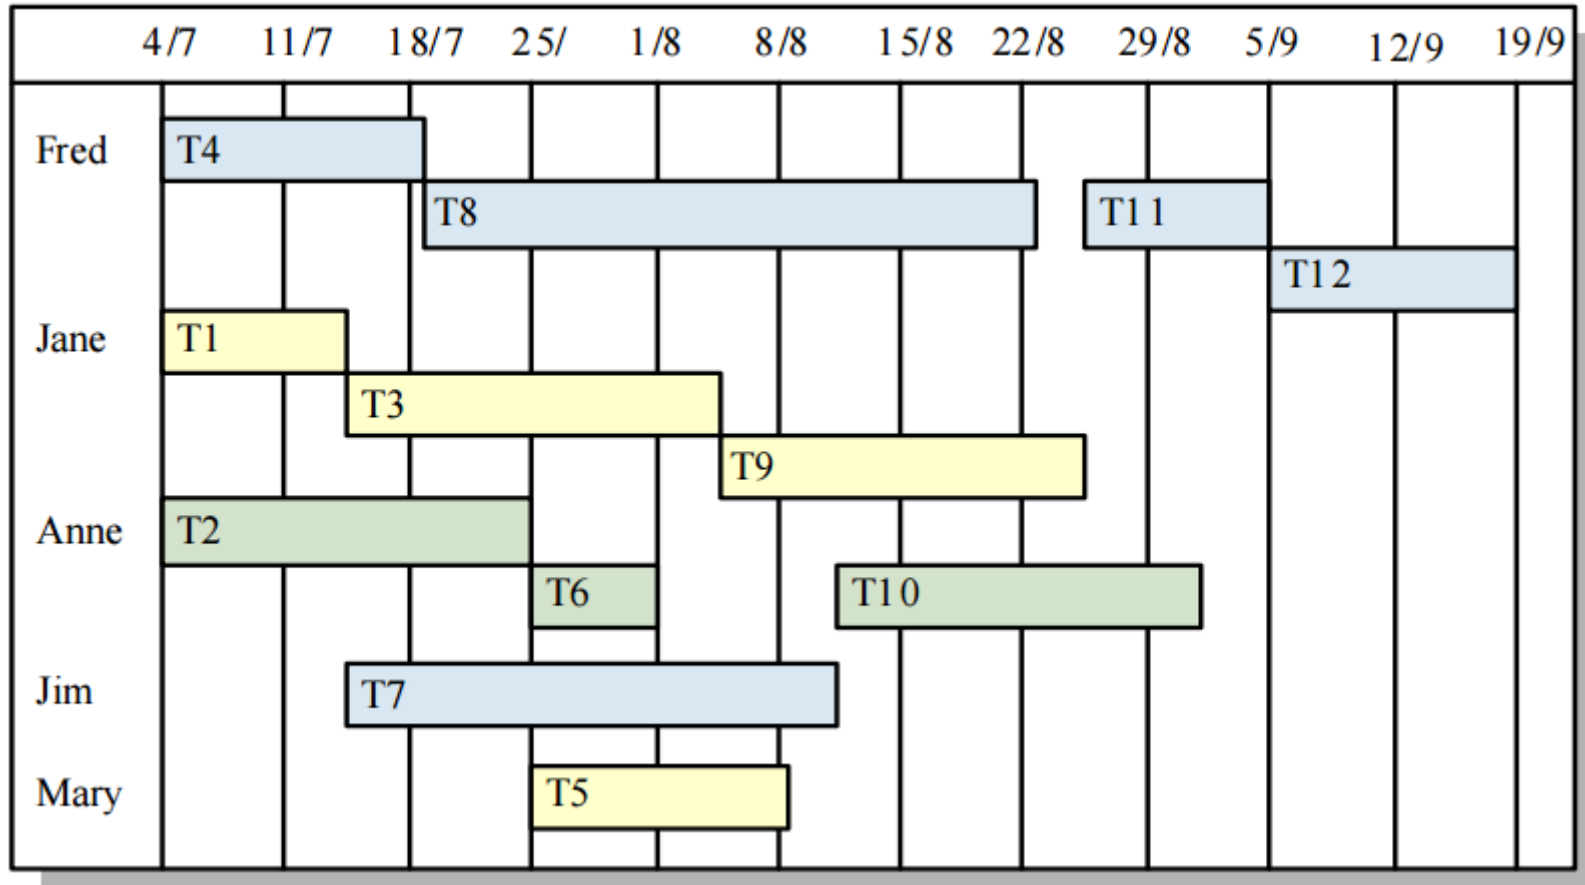 4/7 11/7 18/7 25/ 1/8 8/8 15/8 22/8 29/8 5/9 12/9 19/9
Fred T4
T8 T11
T12
Jane T1
T3
T9
Anne T2
T6 T10
Jim T7
Mary T5